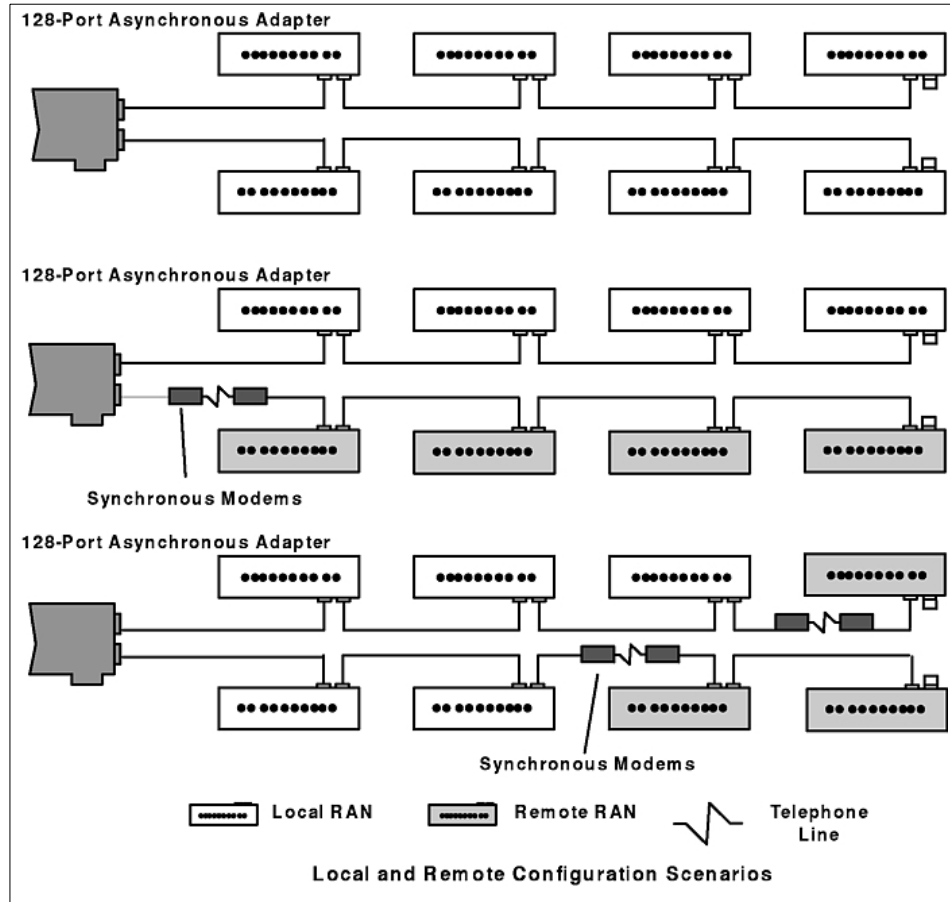 128-Port Asynchronous Adapter
128-Port Asynchronous Adapter
Synchronous Modems
128-Port Asynchronous Adapter
Synchronous Modems
Local RAN
Remote RAN
Telephone
Line
Local and Remote Configuration Scenarios